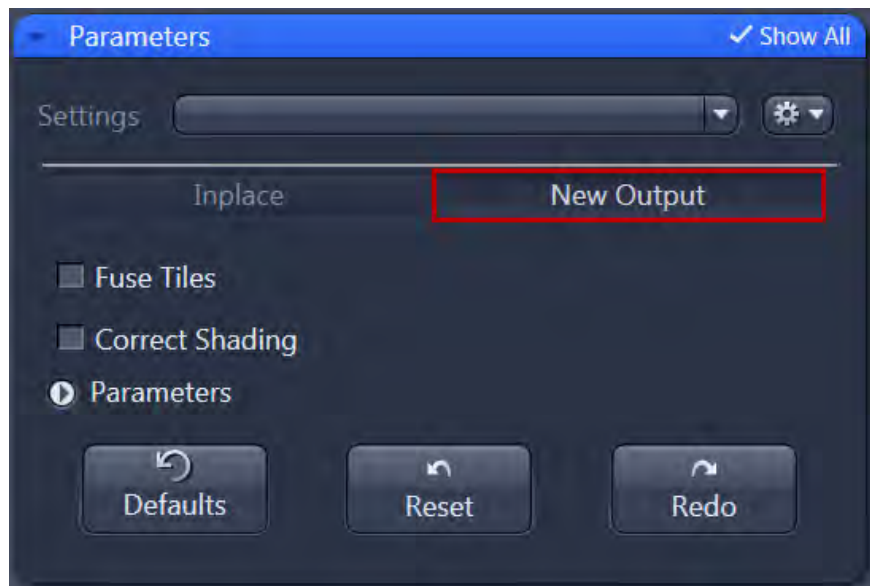 Parameters
Show All
Settings
Inplace
New Output
Fuse Tiles
Correct Shading
Parameters
Defaults
Reset
Redo